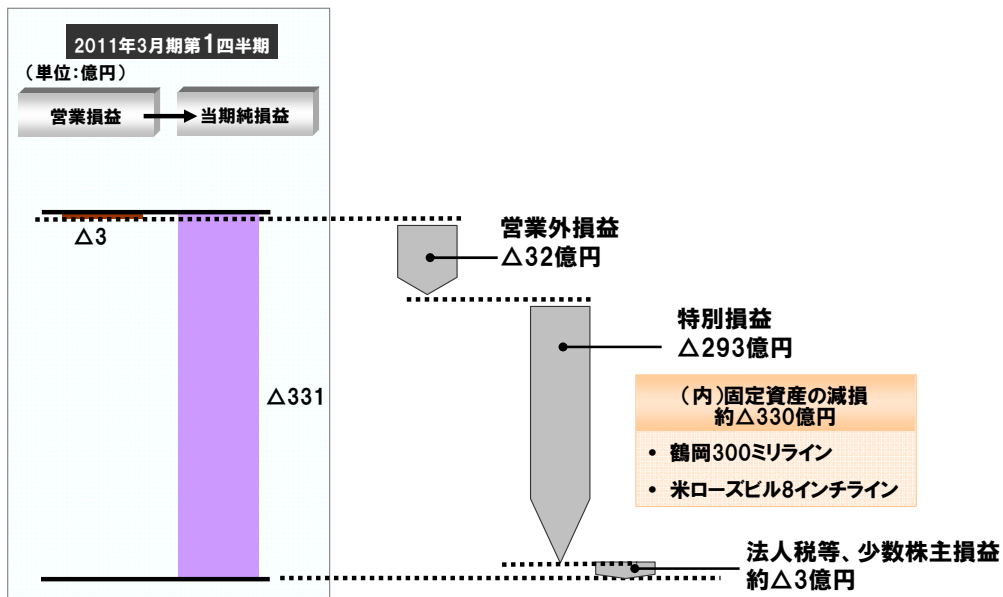 2011年3月期第1四半期
（単位：億円）
営業損益
当期純損益
△3
△331
営業外損益
△32億円
特別損益
△293億円
（内）固定資産の減損
約△330億円
• 鶴岡300ミリライン
• 米ローズビル8インチライン
法人税等、少数株主損益
約△3億円